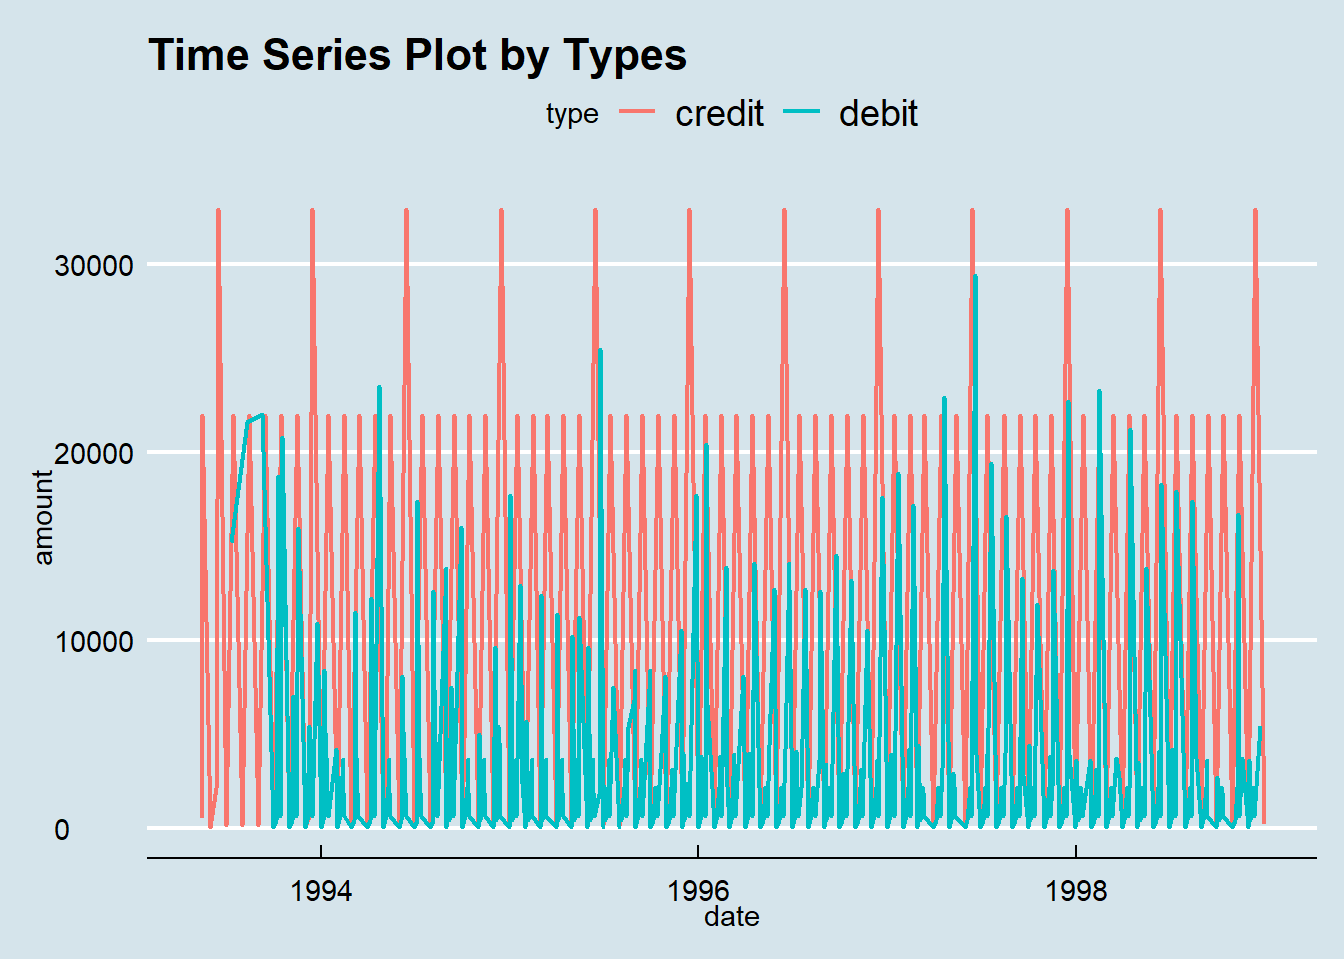 Time Series Plot by Types
type credit debit
30000
20000
10000
0
amount
1994 1996 1998
date